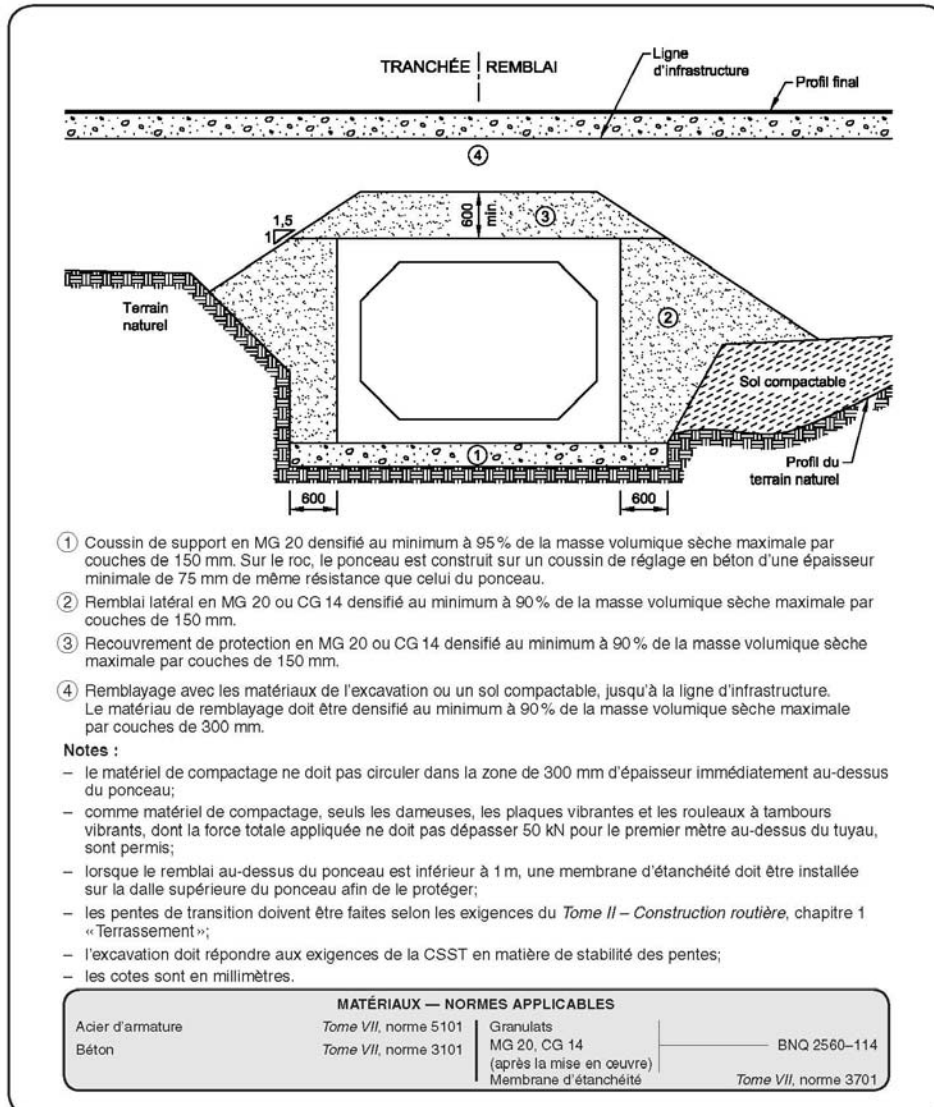 TRANCHÉE | REMBLAI
Ligne
d'infrastructure
Profil final
4
1,5
1
600
min.
3
Terrain
naturel
2
Sol compactable
1
Profil du
terrain naturel
600
600
1 Coussin de support en MG 20 densifié au minimum à 95 % de la masse volumique sèche maximale par
couches de 150 mm. Sur le roc, le ponceau est construit sur un coussin de réglage en béton d'une épaisseur
minimale de 75 mm de même résistance que celui du ponceau.
2 Remblai latéral en MG 20 ou CG 14 densifié au minimum à 90 % de la masse volumique sèche maximale par
couches de 150 mm.
3 Recouvrement de protection en MG 20 ou CG 14 densifié au minimum à 90 % de la masse volumique sèche
maximale par couches de 150 mm.
4 Remblayage avec les matériaux de l'excavation ou un sol compactable, jusqu'à la ligne d'infrastructure.
Le matériau de remblayage doit être densifié au minimum à 90 % de la masse volumique sèche maximale
par couches de 300 mm.
Notes :
– le matériel de compactage ne doit pas circuler dans la zone de 300 mm d'épaisseur immédiatement au-dessus
du ponceau;
– comme matériel de compactage, seuls les dameuses, les plaques vibrantes et les rouleaux à tambours
vibrants, dont la force totale appliquée ne doit pas dépasser 50 kN pour le premier mètre au-dessus du tuyau,
sont permis;
– lorsque le remblai au-dessus du ponceau est inférieur à 1 m, une membrane d'étanchéité doit être installée
sur la dalle supérieure du ponceau afin de le protéger;
– les pentes de transition doivent être faites selon les exigences du Tome II – Construction routière, chapitre 1
« Terrassement »;
– l'excavation doit répondre aux exigences de la CSST en matière de stabilité des pentes;
– les cotes sont en millimètres.
MATÉRIAUX — NORMES APPLICABLES
Acier d'armature Tome VII, norme 5101
Béton Tome VII, norme 3101
Granulats
MG 20, CG 14 BNQ 2560–114
(après la mise en œuvre)
Membrane d'étanchéité Tome VII, norme 3701